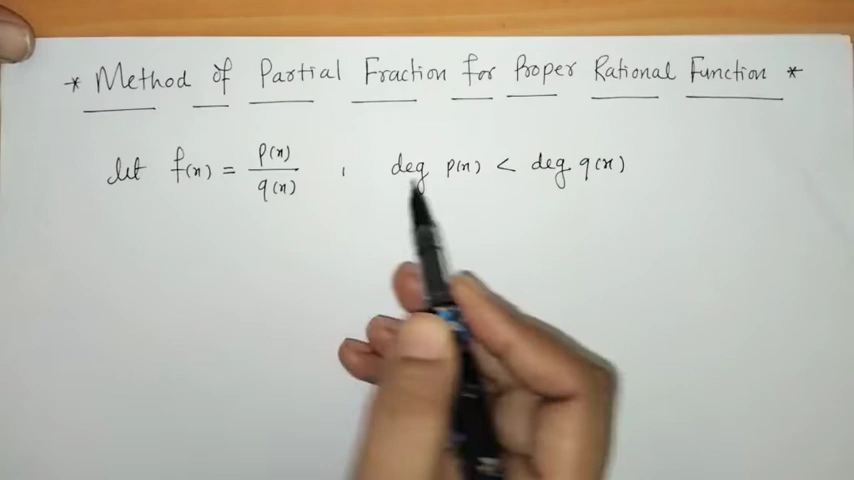 * Method of Partial Fraction for Proper Rational Function *
let f(x) = p(x)/q(x) , deg p(x) < deg q(x)